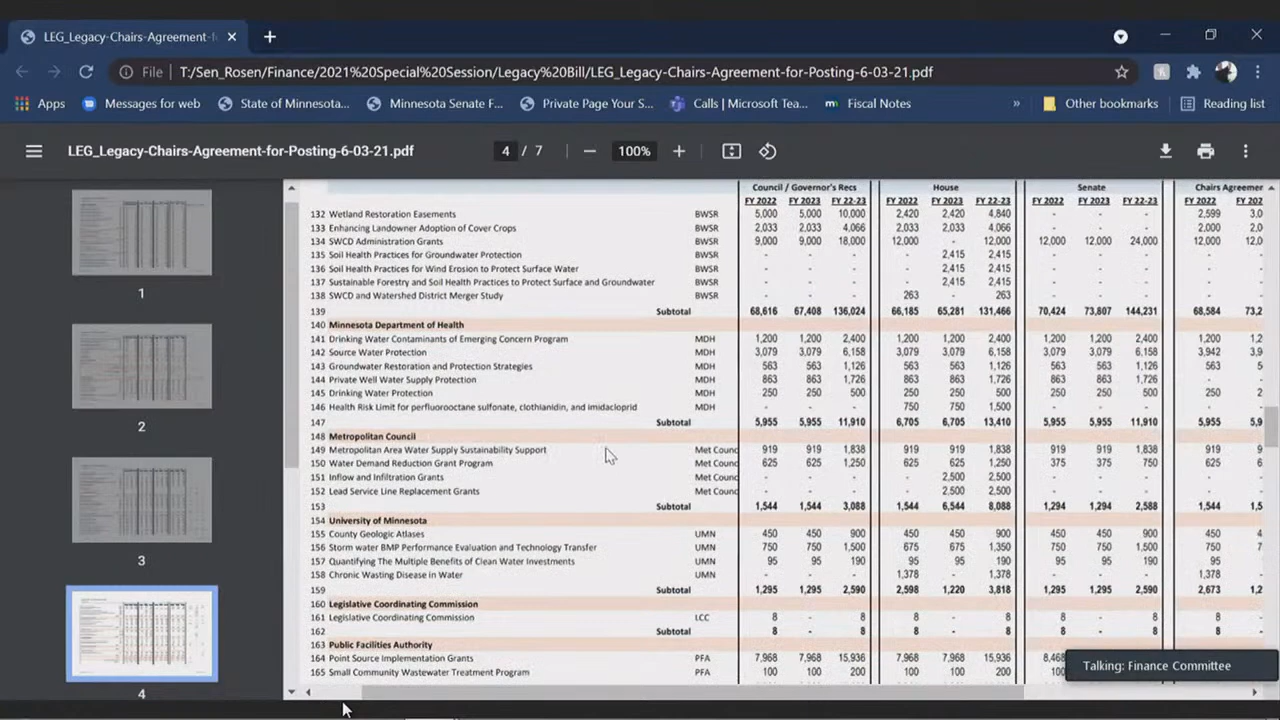 LEG_Legacy-Chairs-Agreement-f
File T:/Sen_Rosen/Finance/2021%20Special%20Session/Legacy%20Bill/LEG_Legacy-Chairs-Agreement-for-Posting-6-03-21.pdf
Apps Messages for web State of Minnesota... Minnesota Senate F... Private Page Your S... Calls | Microsoft Tea... mn Fiscal Notes » Other bookmarks Reading list
LEG_Legacy-Chairs-Agreement-for-Posting-6-03-21.pdf 4 / 7 100%
1
2
3
4
Council / Governor's Recs House Senate Chairs Agreemer
FY 2022 FY 2023 FY 22-23 FY 2022 FY 2023 FY 22-23 FY 2022 FY 2023 FY 22-23 FY 2022 FY 202
132 Wetland Restoration Easements BWSR 5,000 5,000 10,000 2,420 2,420 4,840 - - - 2,599 3,0
133 Enhancing Landowner Adoption of Cover Crops BWSR 2,033 2,033 4,066 2,033 2,033 4,066 - - - 2,000 2,0
134 SWCD Administration Grants BWSR 9,000 9,000 18,000 12,000 - 12,000 12,000 12,000 24,000 12,000 12,0
135 Soil Health Practices for Groundwater Protection BWSR - - - - 2,415 2,415 - - - -
136 Soil Health Practices for Wind Erosion to Protect Surface Water BWSR - - - - 2,415 2,415 - - - -
137 Sustainable Forestry and Soil Health Practices to Protect Surface and Groundwater BWSR - - - - 2,415 2,415 - - - -
138 SWCD and Watershed District Merger Study BWSR - - - 263 - 263 - - - -
139 Subtotal 68,616 67,408 136,024 66,185 65,281 131,466 70,424 73,807 144,231 68,584 73,2
140 Minnesota Department of Health
141 Drinking Water Contaminants of Emerging Concern Program MDH 1,200 1,200 2,400 1,200 1,200 2,400 1,200 1,200 2,400 1,200 1,2
142 Source Water Protection MDH 3,079 3,079 6,158 3,079 3,079 6,158 3,079 3,079 6,158 3,942 3,9
143 Groundwater Restoration and Protection Strategies MDH 563 563 1,126 563 563 1,126 563 563 1,126 563 5
144 Private Well Water Supply Protection MDH 863 863 1,726 863 863 1,726 863 863 1,726 -
145 Drinking Water Protection MDH 250 250 500 250 250 500 250 250 500 250 2
146 Health Risk Limit for perfluorooctane sulfonate, clothianidin, and imidacloprid MDH - - - 750 750 1,500 - - - -
147 Subtotal 5,955 5,955 11,910 6,705 6,705 13,410 5,955 5,955 11,910 5,955 5,9
148 Metropolitan Council
149 Metropolitan Area Water Supply Sustainability Support Met Counc 919 919 1,838 919 919 1,838 919 919 1,838 919 9
150 Water Demand Reduction Grant Program Met Counc 625 625 1,250 625 625 1,250 375 375 750 625 6
151 Inflow and Infiltration Grants Met Counc - - - - 2,500 2,500 - - - -
152 Lead Service Line Replacement Grants Met Counc - - - - 2,500 2,500 - - - -
153 Subtotal 1,544 1,544 3,088 1,544 6,544 8,088 1,294 1,294 2,588 1,544 1,5
154 University of Minnesota
155 County Geologic Atlases UMN 450 450 900 450 450 900 450 450 900 450 4
156 Storm water BMP Performance Evaluation and Technology Transfer UMN 750 750 1,500 675 675 1,350 750 750 1,500 750 7
157 Quantifying The Multiple Benefits of Clean Water Investments UMN 95 95 190 95 95 190 95 95 190 95
158 Chronic Wasting Disease in Water UMN - - - 1,378 - 1,378 - - - 1,378
159 Subtotal 1,295 1,295 2,590 2,598 1,220 3,818 1,295 1,295 2,590 2,673 1,2
160 Legislative Coordinating Commission
161 Legislative Coordinating Commission LCC 8 - 8 8 - 8 8 - 8 8
162 Subtotal 8 - 8 8 - 8 8 - 8 8
163 Public Facilities Authority
164 Point Source Implementation Grants PFA 7,968 7,968 15,936 7,968 7,968 15,936 8,468
165 Small Community Wastewater Treatment Program PFA 100 100 200 100 100 200 100
Talking: Finance Committee